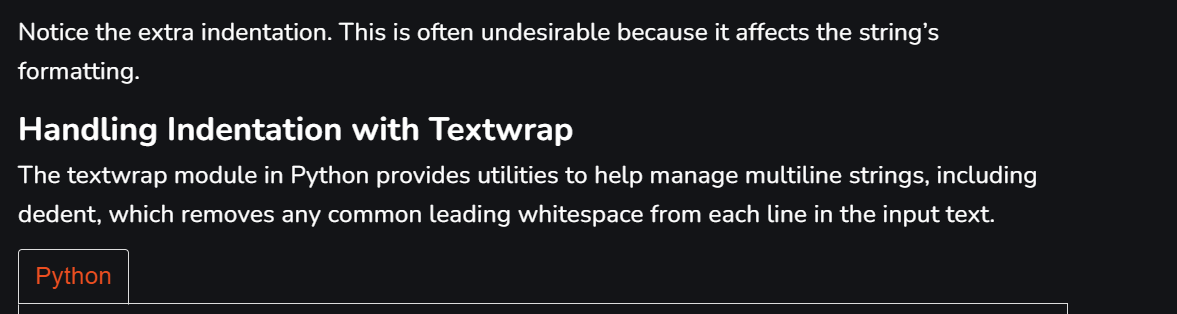 Notice the extra indentation. This is often undesirable because it affects the string’s
formatting.
Handling Indentation with Textwrap
The textwrap module in Python provides utilities to help manage multiline strings, including
dedent, which removes any common leading whitespace from each line in the input text.
Python